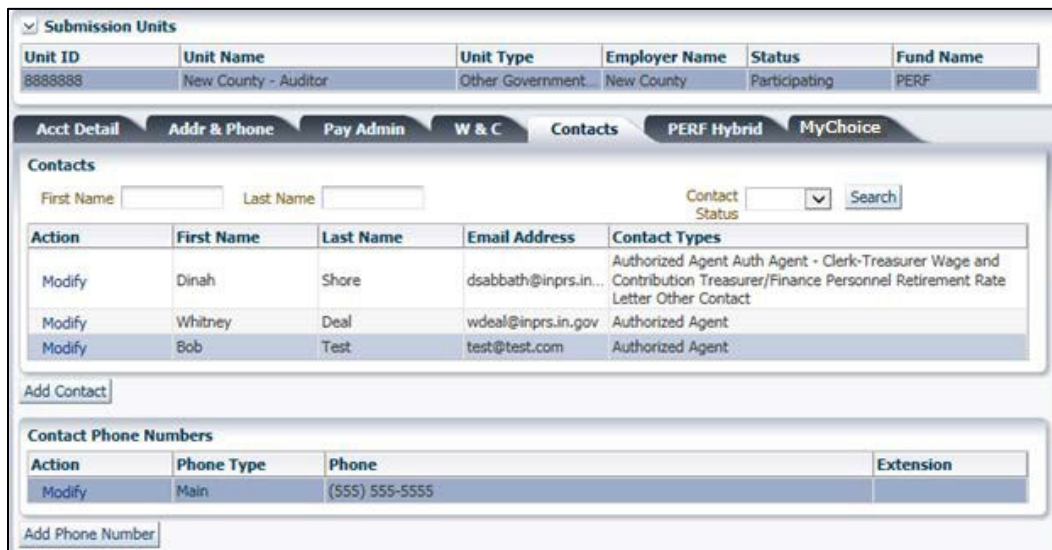 Submission Units
Unit ID Unit Name Unit Type Employer Name Status Fund Name
8888888 New County - Auditor Other Government... New County Participating PERF
Acct Detail Addr & Phone Pay Admin W & C Contacts PERF Hybrid MyChoice
Contacts
First Name Last Name Contact Status Search
Action First Name Last Name Email Address Contact Types
Modify Dinah Shore dsabbath@inprs.in... Authorized Agent Auth Agent - Clerk-Treasurer Wage and
Contribution Treasurer/Finance Personnel Retirement Rate
Letter Other Contact
Modify Whitney Deal wdeal@inprs.in.gov Authorized Agent
Modify Bob Test test@test.com Authorized Agent
Add Contact
Contact Phone Numbers
Action Phone Type Phone Extension
Modify Main (555) 555-5555
Add Phone Number